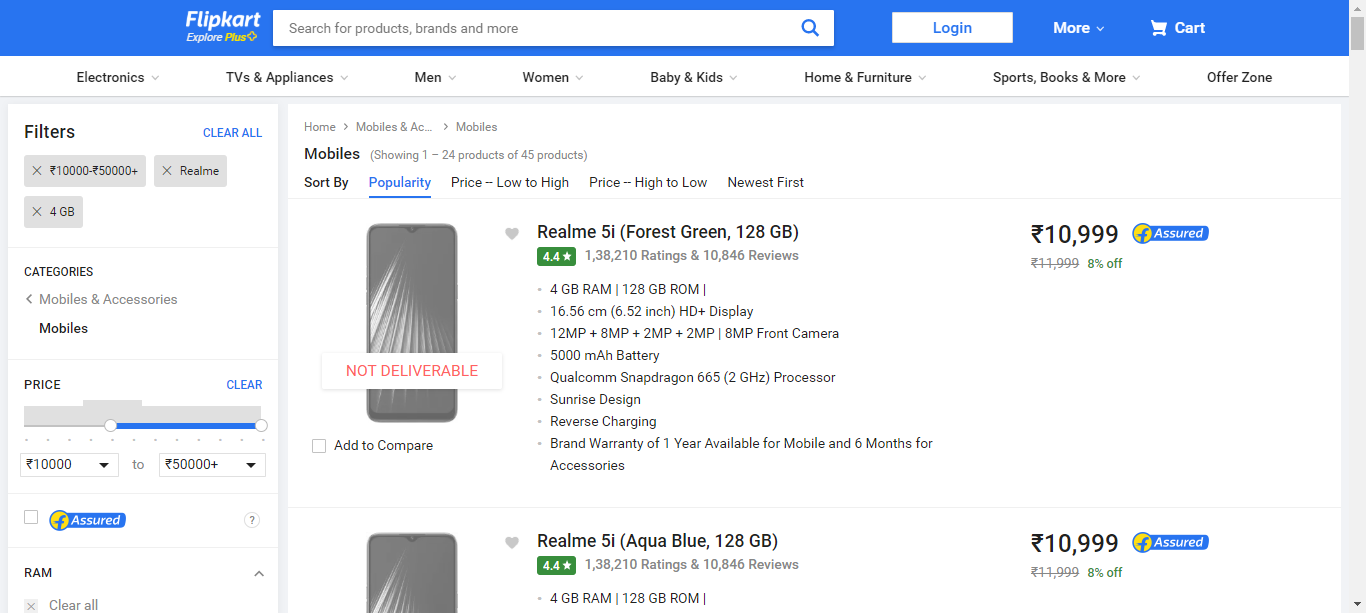 Flipkart
Explore Plus
Search for products, brands and more
Login
More
Cart
Electronics
TVs & Appliances
Men
Women
Baby & Kids
Home & Furniture
Sports, Books & More
Offer Zone
Filters
CLEAR ALL
₹10000-₹50000+
Realme
4 GB
CATEGORIES
Mobiles & Accessories
Mobiles
PRICE
CLEAR
₹10000
to
₹50000+
Assured
?
RAM
Clear all
Home
Mobiles & Ac...
Mobiles
Mobiles (Showing 1 – 24 products of 45 products)
Sort By
Popularity
Price -- Low to High
Price -- High to Low
Newest First
NOT DELIVERABLE
Add to Compare
Realme 5i (Forest Green, 128 GB)
4.4★ 1,38,210 Ratings & 10,846 Reviews
4 GB RAM | 128 GB ROM |
16.56 cm (6.52 inch) HD+ Display
12MP + 8MP + 2MP + 2MP | 8MP Front Camera
5000 mAh Battery
Qualcomm Snapdragon 665 (2 GHz) Processor
Sunrise Design
Reverse Charging
Brand Warranty of 1 Year Available for Mobile and 6 Months for
Accessories
₹10,999
Assured
₹11,999 8% off
Realme 5i (Aqua Blue, 128 GB)
4.4★ 1,38,210 Ratings & 10,846 Reviews
4 GB RAM | 128 GB ROM |
₹10,999
Assured
₹11,999 8% off